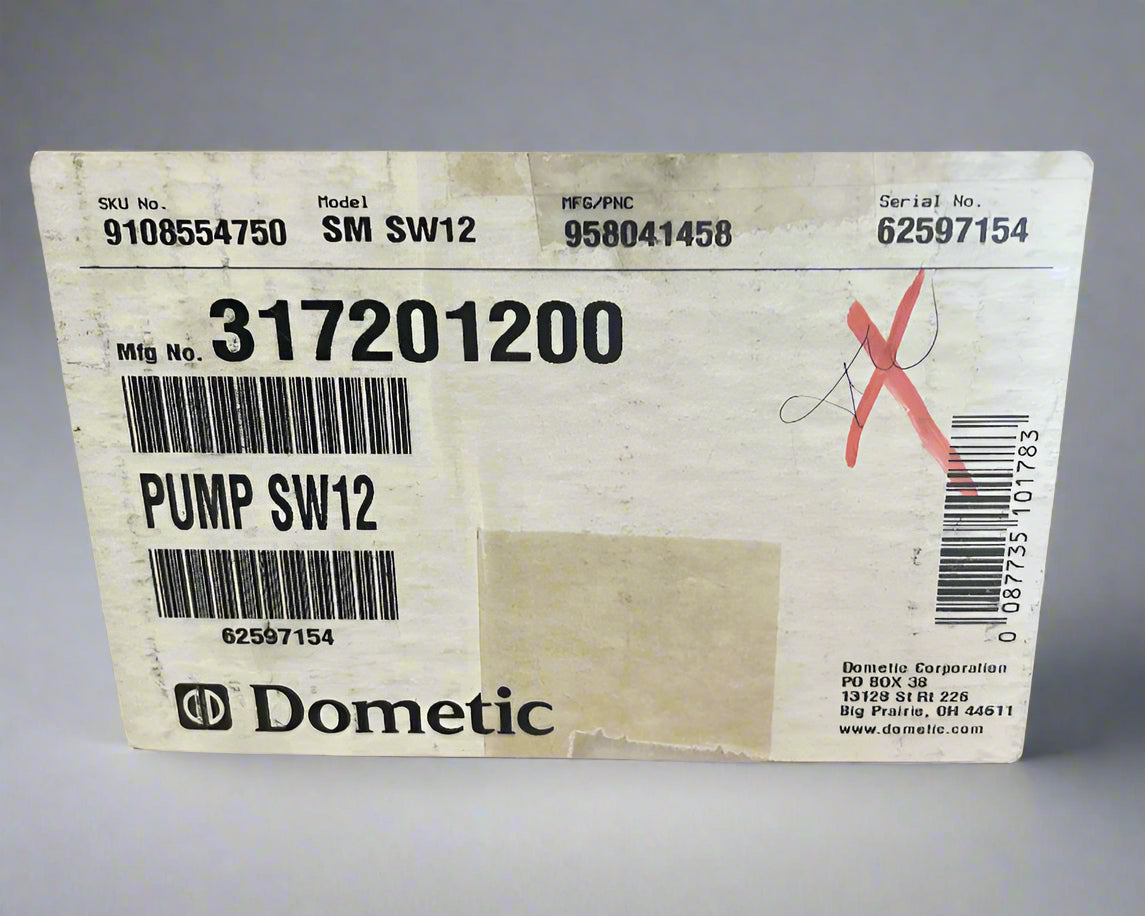 SKU No. Model MFG/PNC Serial No.
9108554750 SM SW12 958041458 62597154
Mfg No. 317201200
PUMP SW12
62597154
Dometic
0 087735 101783
Dometic Corporation
PO BOX 38
13128 St Rt 226
Big Prairie, OH 44611
www.dometic.com